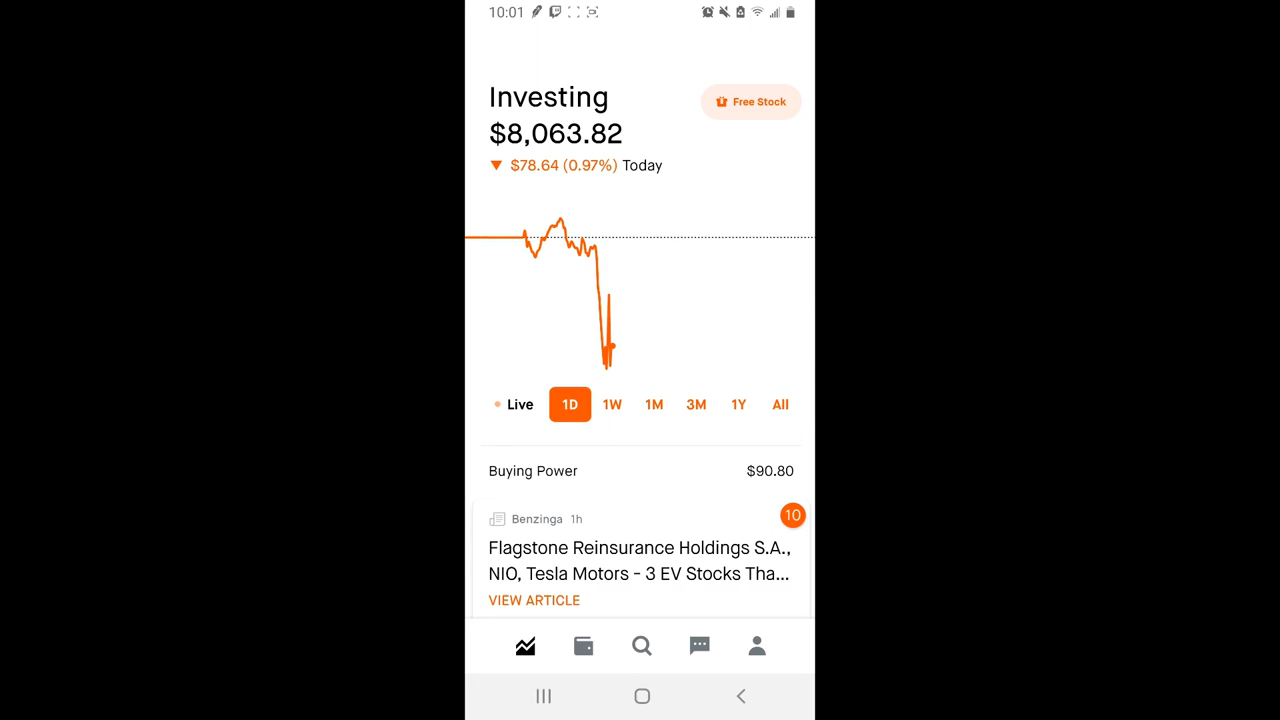 10:01
Investing
Free Stock
$8,063.82
$78.64 (0.97%) Today
Live 1D 1W 1M 3M 1Y All
Buying Power $90.80
Benzinga 1h 10
Flagstone Reinsurance Holdings S.A.,
NIO, Tesla Motors - 3 EV Stocks Tha...
VIEW ARTICLE